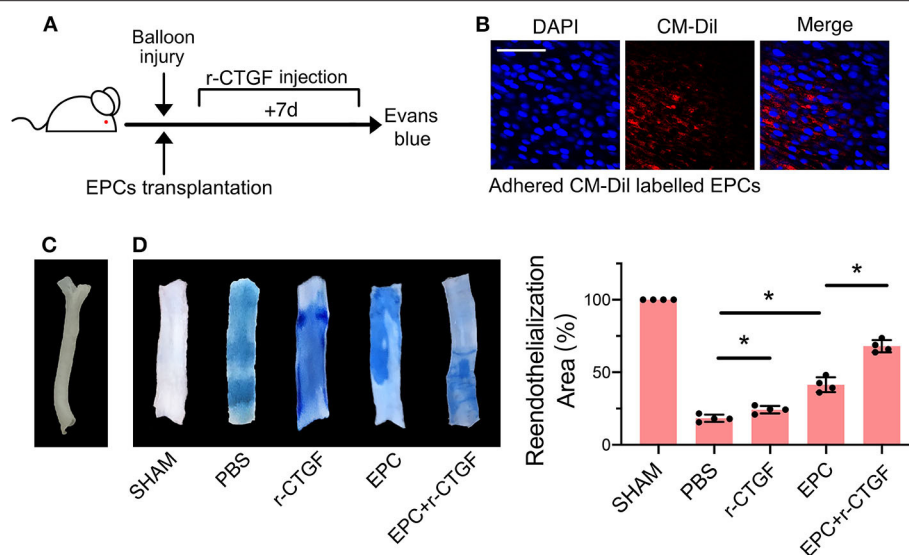 A
Balloon
injury
r-CTGF injection
+7d
Evans
blue
EPCs transplantation
B
DAPI
CM-Dil
Merge
Adhered CM-Dil labelled EPCs
C
D
SHAM
PBS
r-CTGF
EPC
EPC+r-CTGF
Reendothelialization
Area (%)
100
50
0
*
*
*
SHAM
PBS
r-CTGF
EPC
EPC+r-CTGF